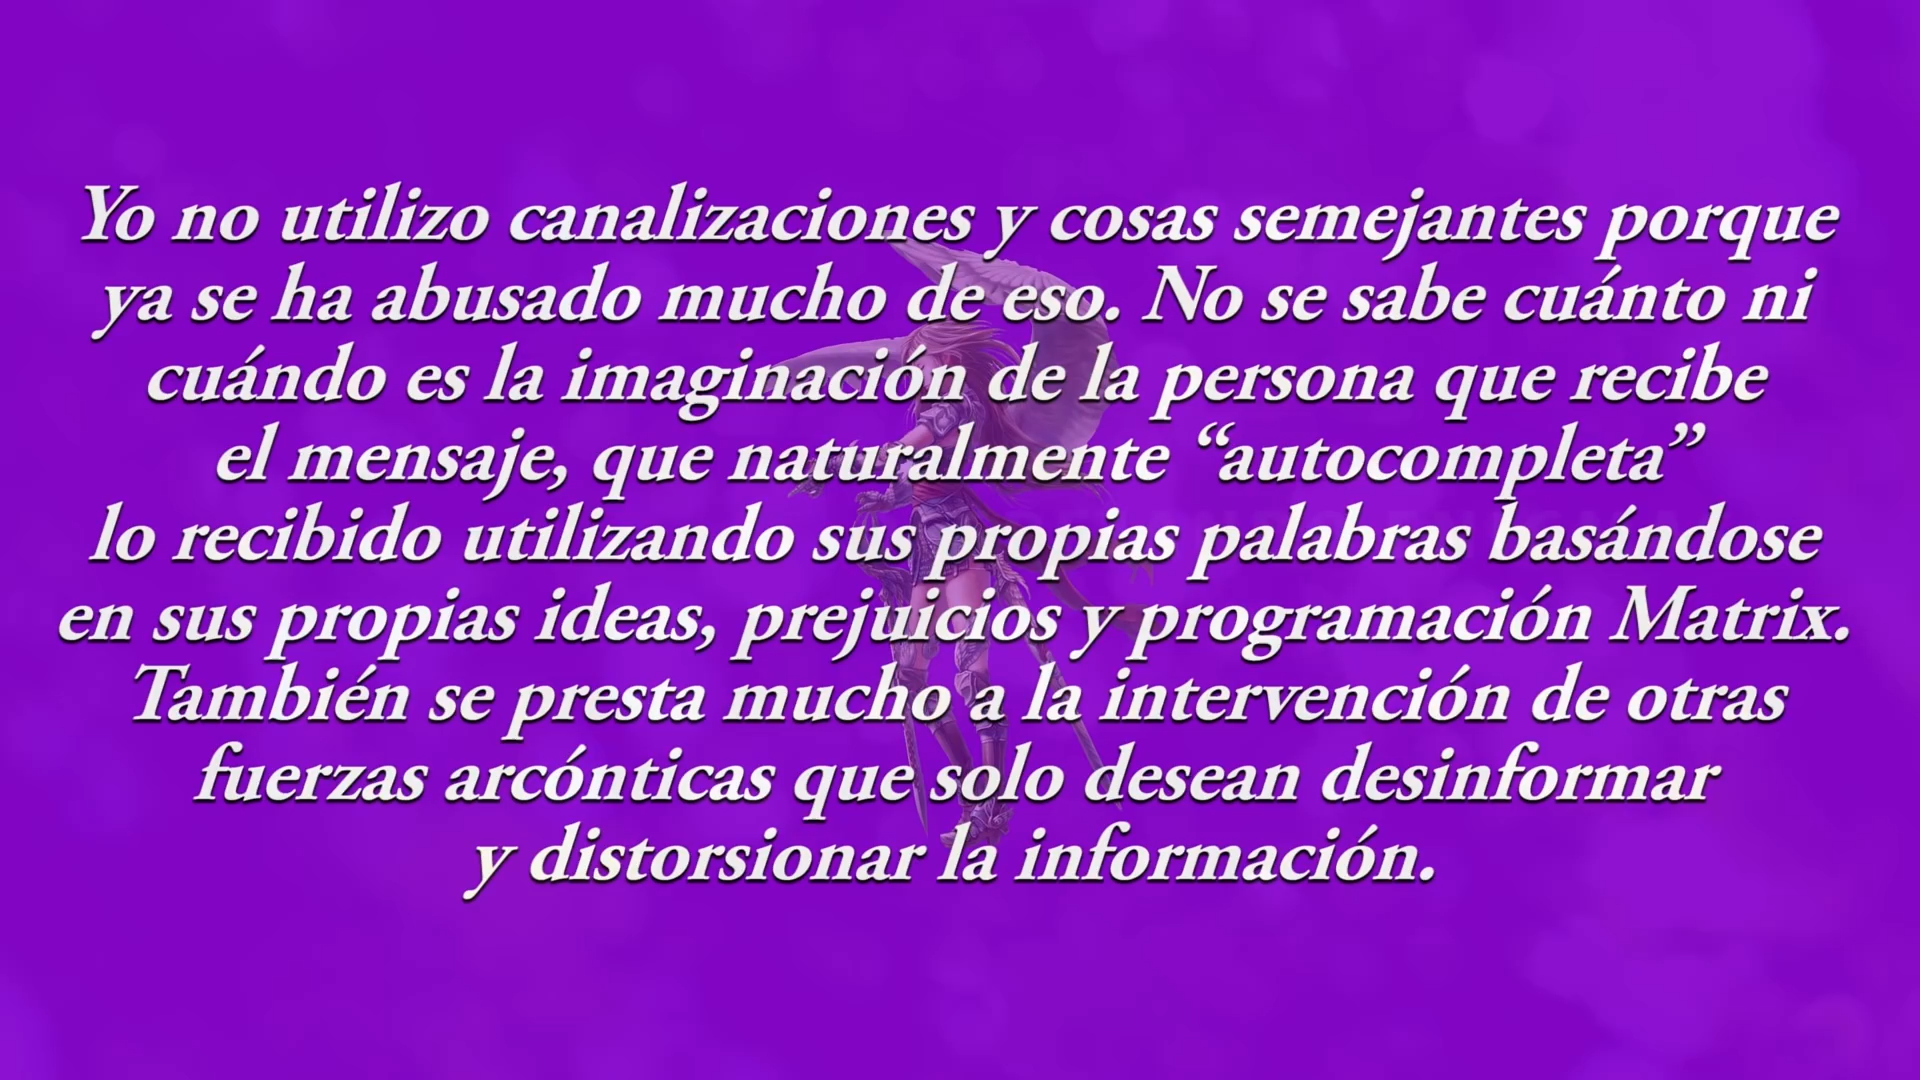 Yo no utilizo canalizaciones y cosas semejantes porque
ya se ha abusado mucho de eso. No se sabe cuánto ni
cuándo es la imaginación de la persona que recibe
el mensaje, que naturalmente “autocompleta”
lo recibido utilizando sus propias palabras basándose
en sus propias ideas, prejuicios y programación Matrix.
También se presta mucho a la intervención de otras
fuerzas arcónticas que solo desean desinformar
y distorsionar la información.